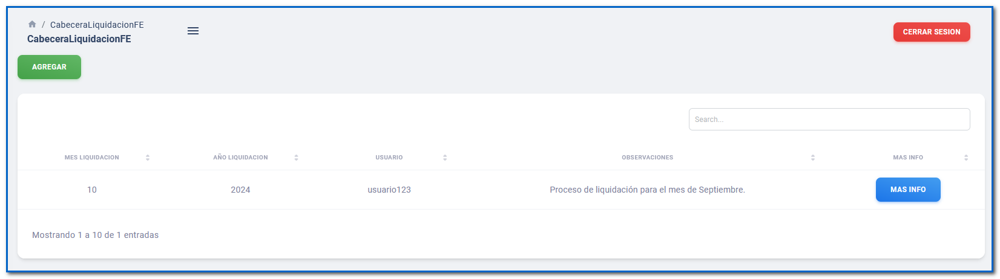 / CabeceraLiquidacionFE
CabeceraLiquidacionFE
CERRAR SESION
AGREGAR
Search...
MES LIQUIDACION AÑO LIQUIDACION USUARIO OBSERVACIONES MAS INFO
10 2024 usuario123 Proceso de liquidación para el mes de Septiembre. MAS INFO
Mostrando 1 a 10 de 1 entradas